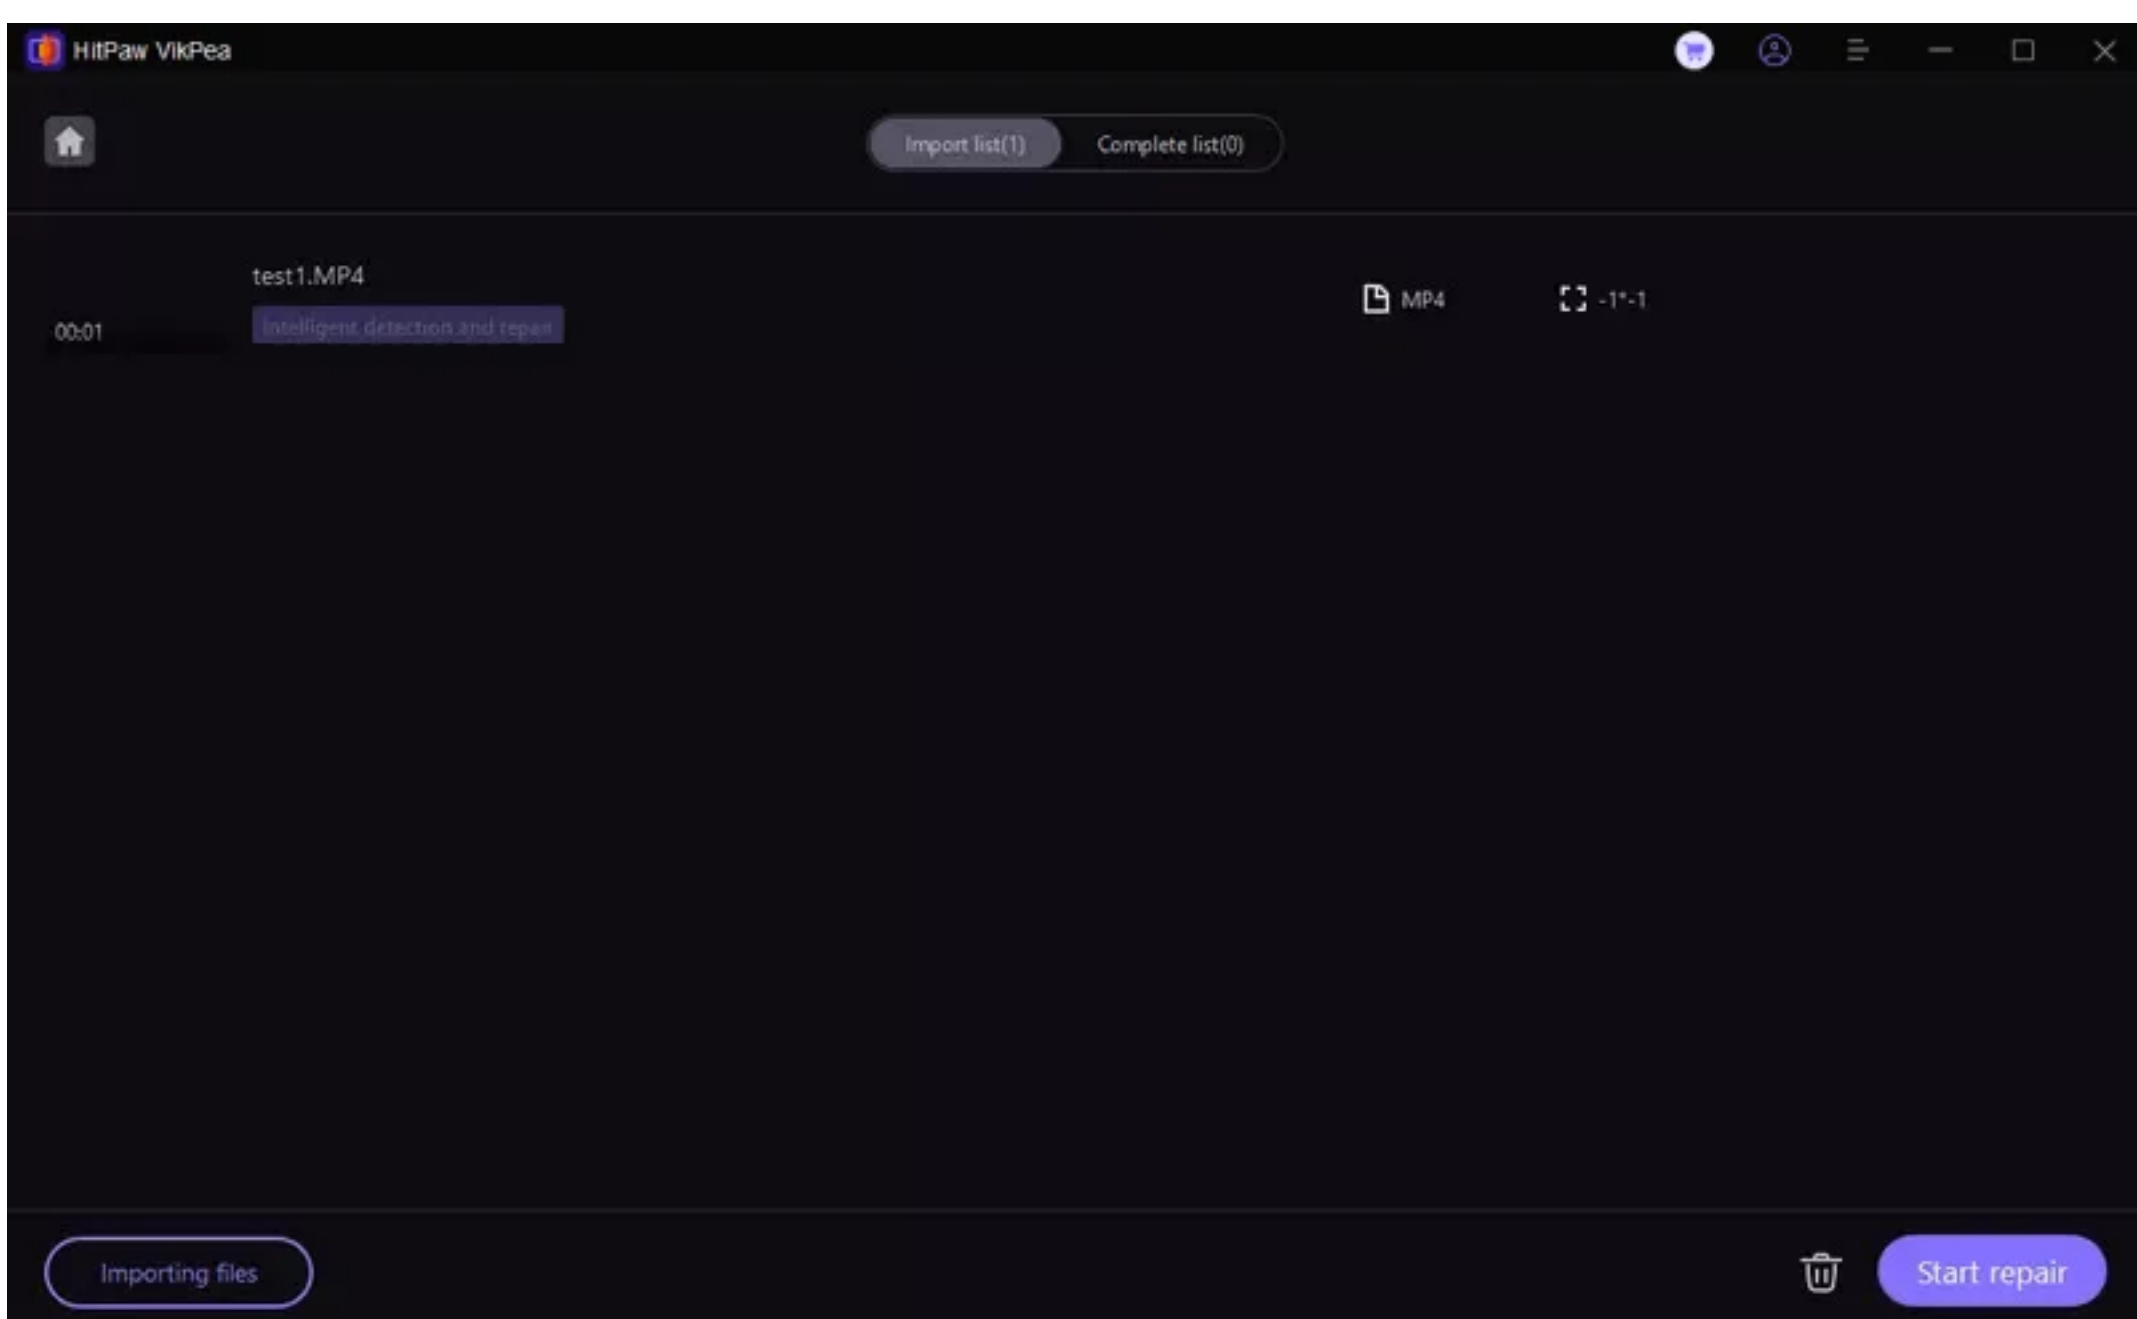 HitPaw VikPea
Import list(1) Complete list(0)
test1.MP4
Intelligent detection and repair
00:01
MP4 -1*-1
Importing files
Start repair